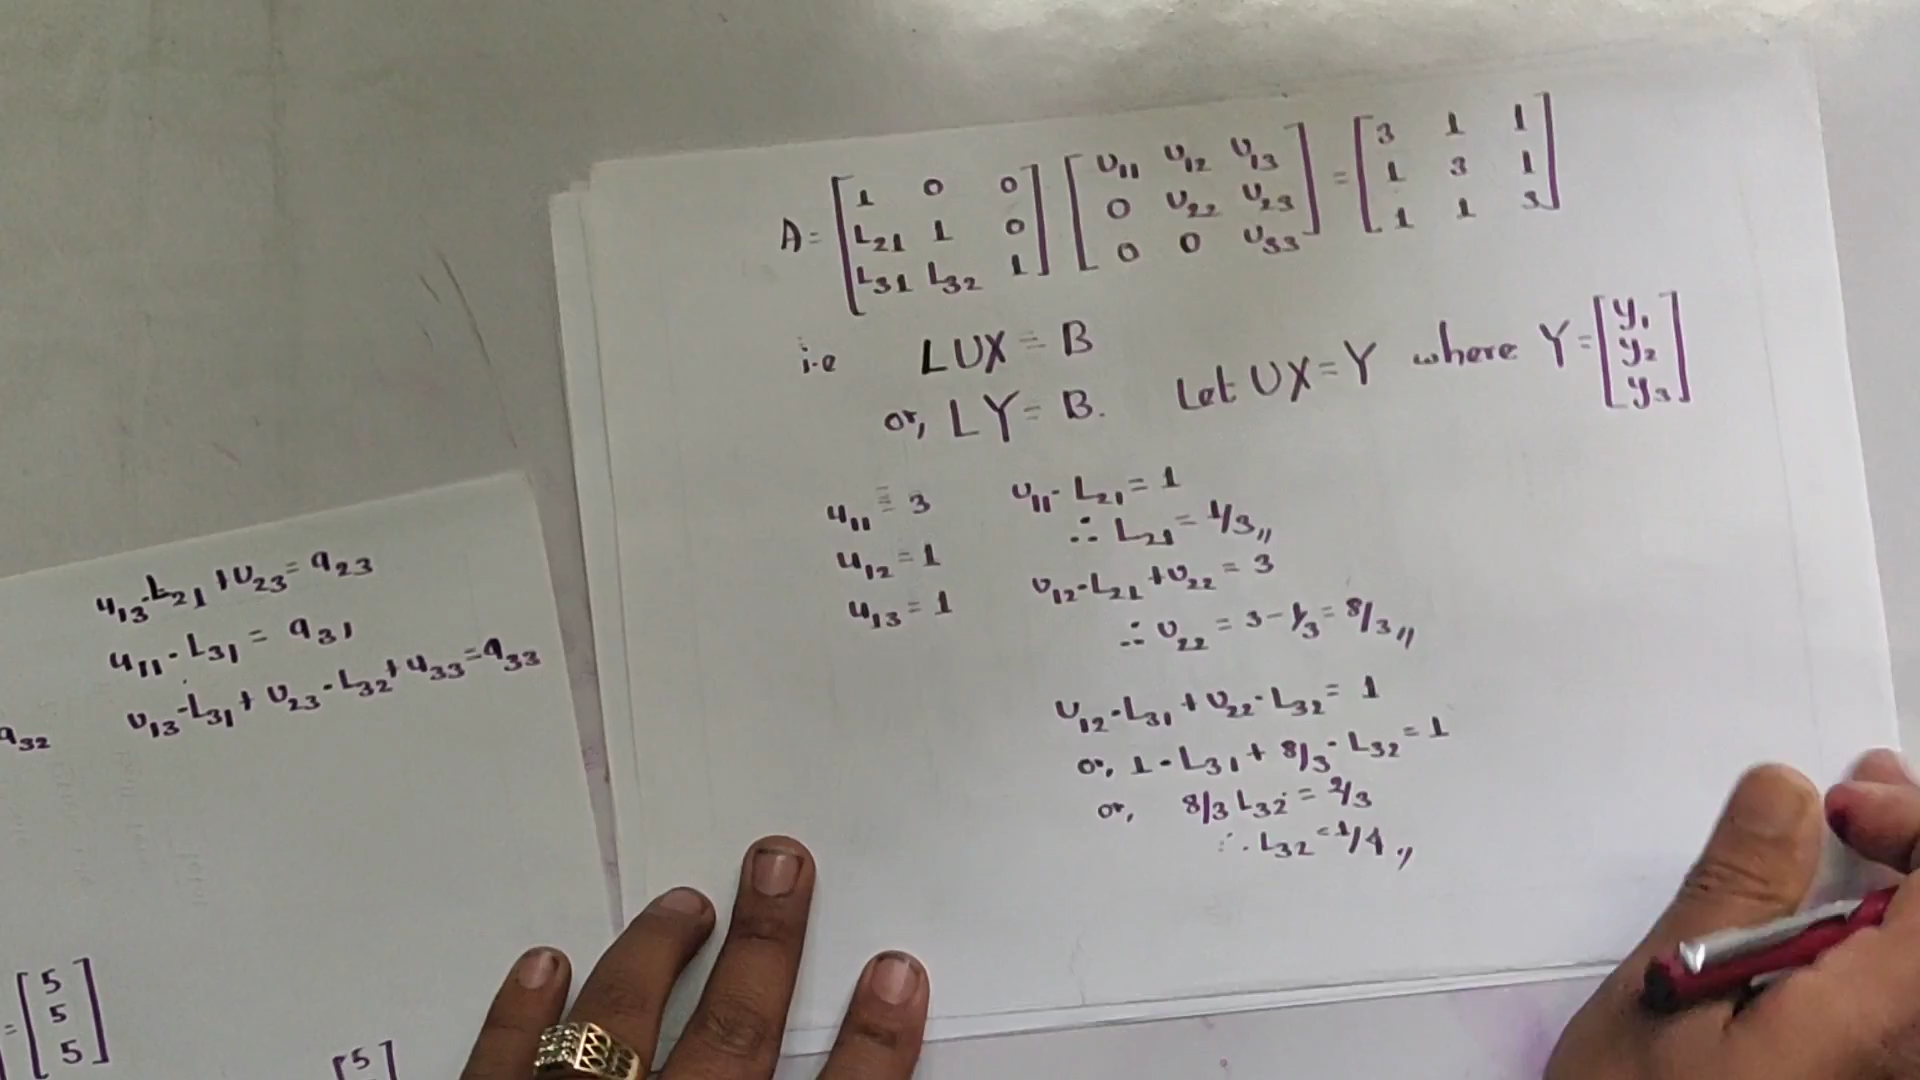 A = [1 0 0] [U11 U12 U13] = [3 1 1]
[L21 1 0] [0 U22 U23] [1 3 1]
[L31 L32 1] [0 0 U33] [1 1 3]
i.e LUX = B
or, LY = B. Let UX = Y where Y = [y1 y2 y3]
u11 = 3 U11·L21 = 1
∴ L21 = 1/3,,
u12 = 1 U12·L21 + U22 = 3
u13 = 1
∴ U22 = 3 - 1/3 = 8/3,,
U12·L31 + U22·L32 = 1
or, 1·L31 + 8/3·L32 = 1
or, 8/3 L32 = 2/3
∴ L32 = 1/4,,
u13·L21 + U23 = a23
u11·L31 = a31
a32 U13·L31 + U23·L32 + u33 = a33
= [5
5
5]
[5